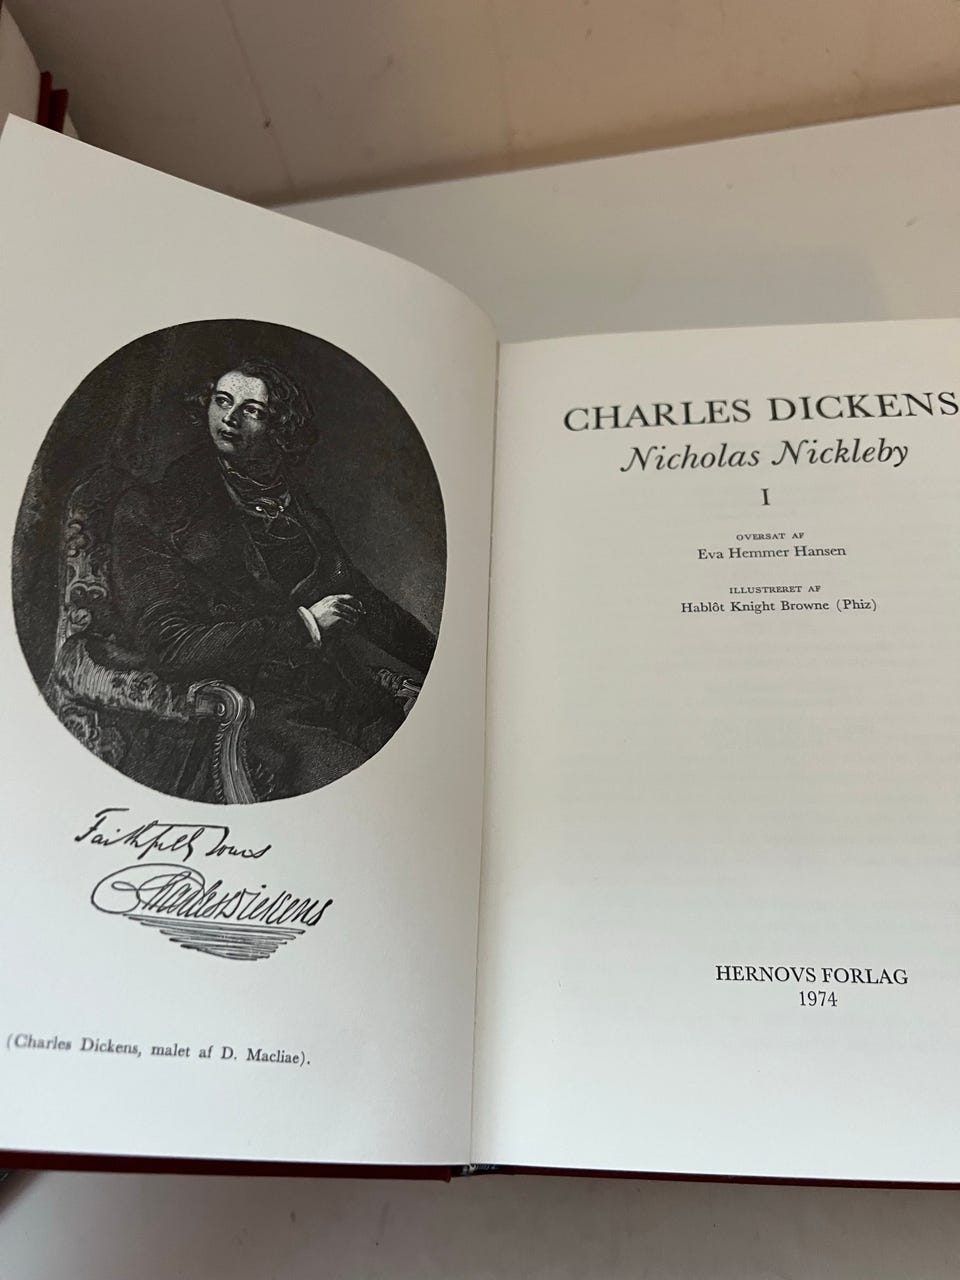 Faithfully Yours
Charles Dickens
(Charles Dickens, malet af D. Macliae).
CHARLES DICKENS
Nicholas Nickleby
I
OVERSAT AF
Eva Hemmer Hansen
ILLUSTRERET AF
Hablôt Knight Browne (Phiz)
HERNOVS FORLAG
1974